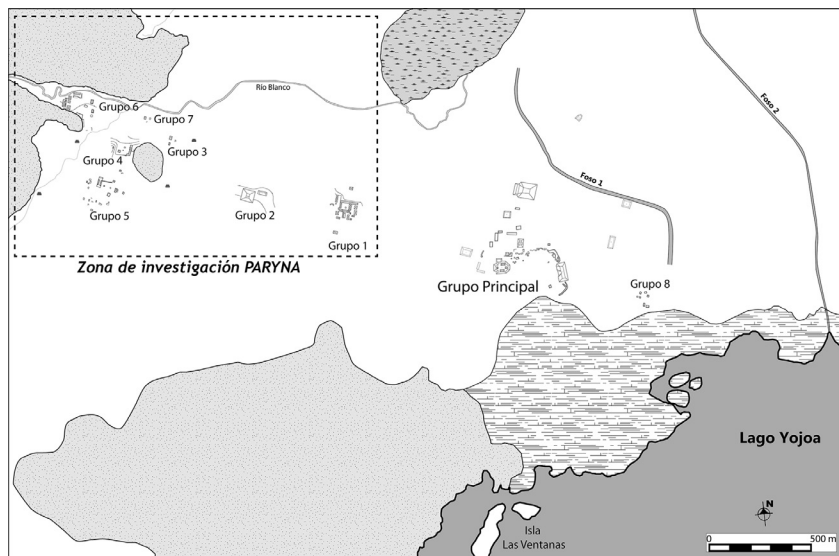 Río Blanco
Grupo 6
Grupo 7
Grupo 3
Grupo 4
Grupo 5
Grupo 2
Grupo 1
Zona de investigación PARYNA
Foso 1
Foso 2
Grupo Principal
Grupo 8
Lago Yojoa
Isla
Las Ventanas
N
0 500 m